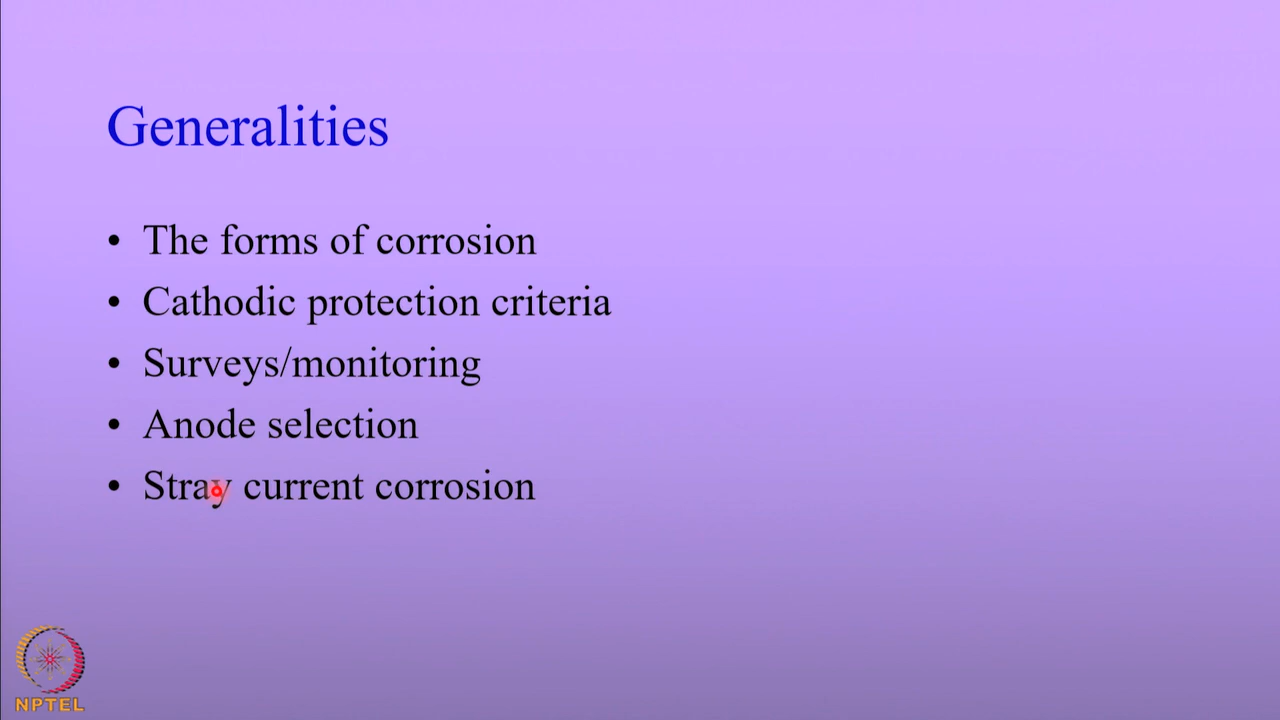 Generalities
• The forms of corrosion
• Cathodic protection criteria
• Surveys/monitoring
• Anode selection
• Stray current corrosion
NPTEL